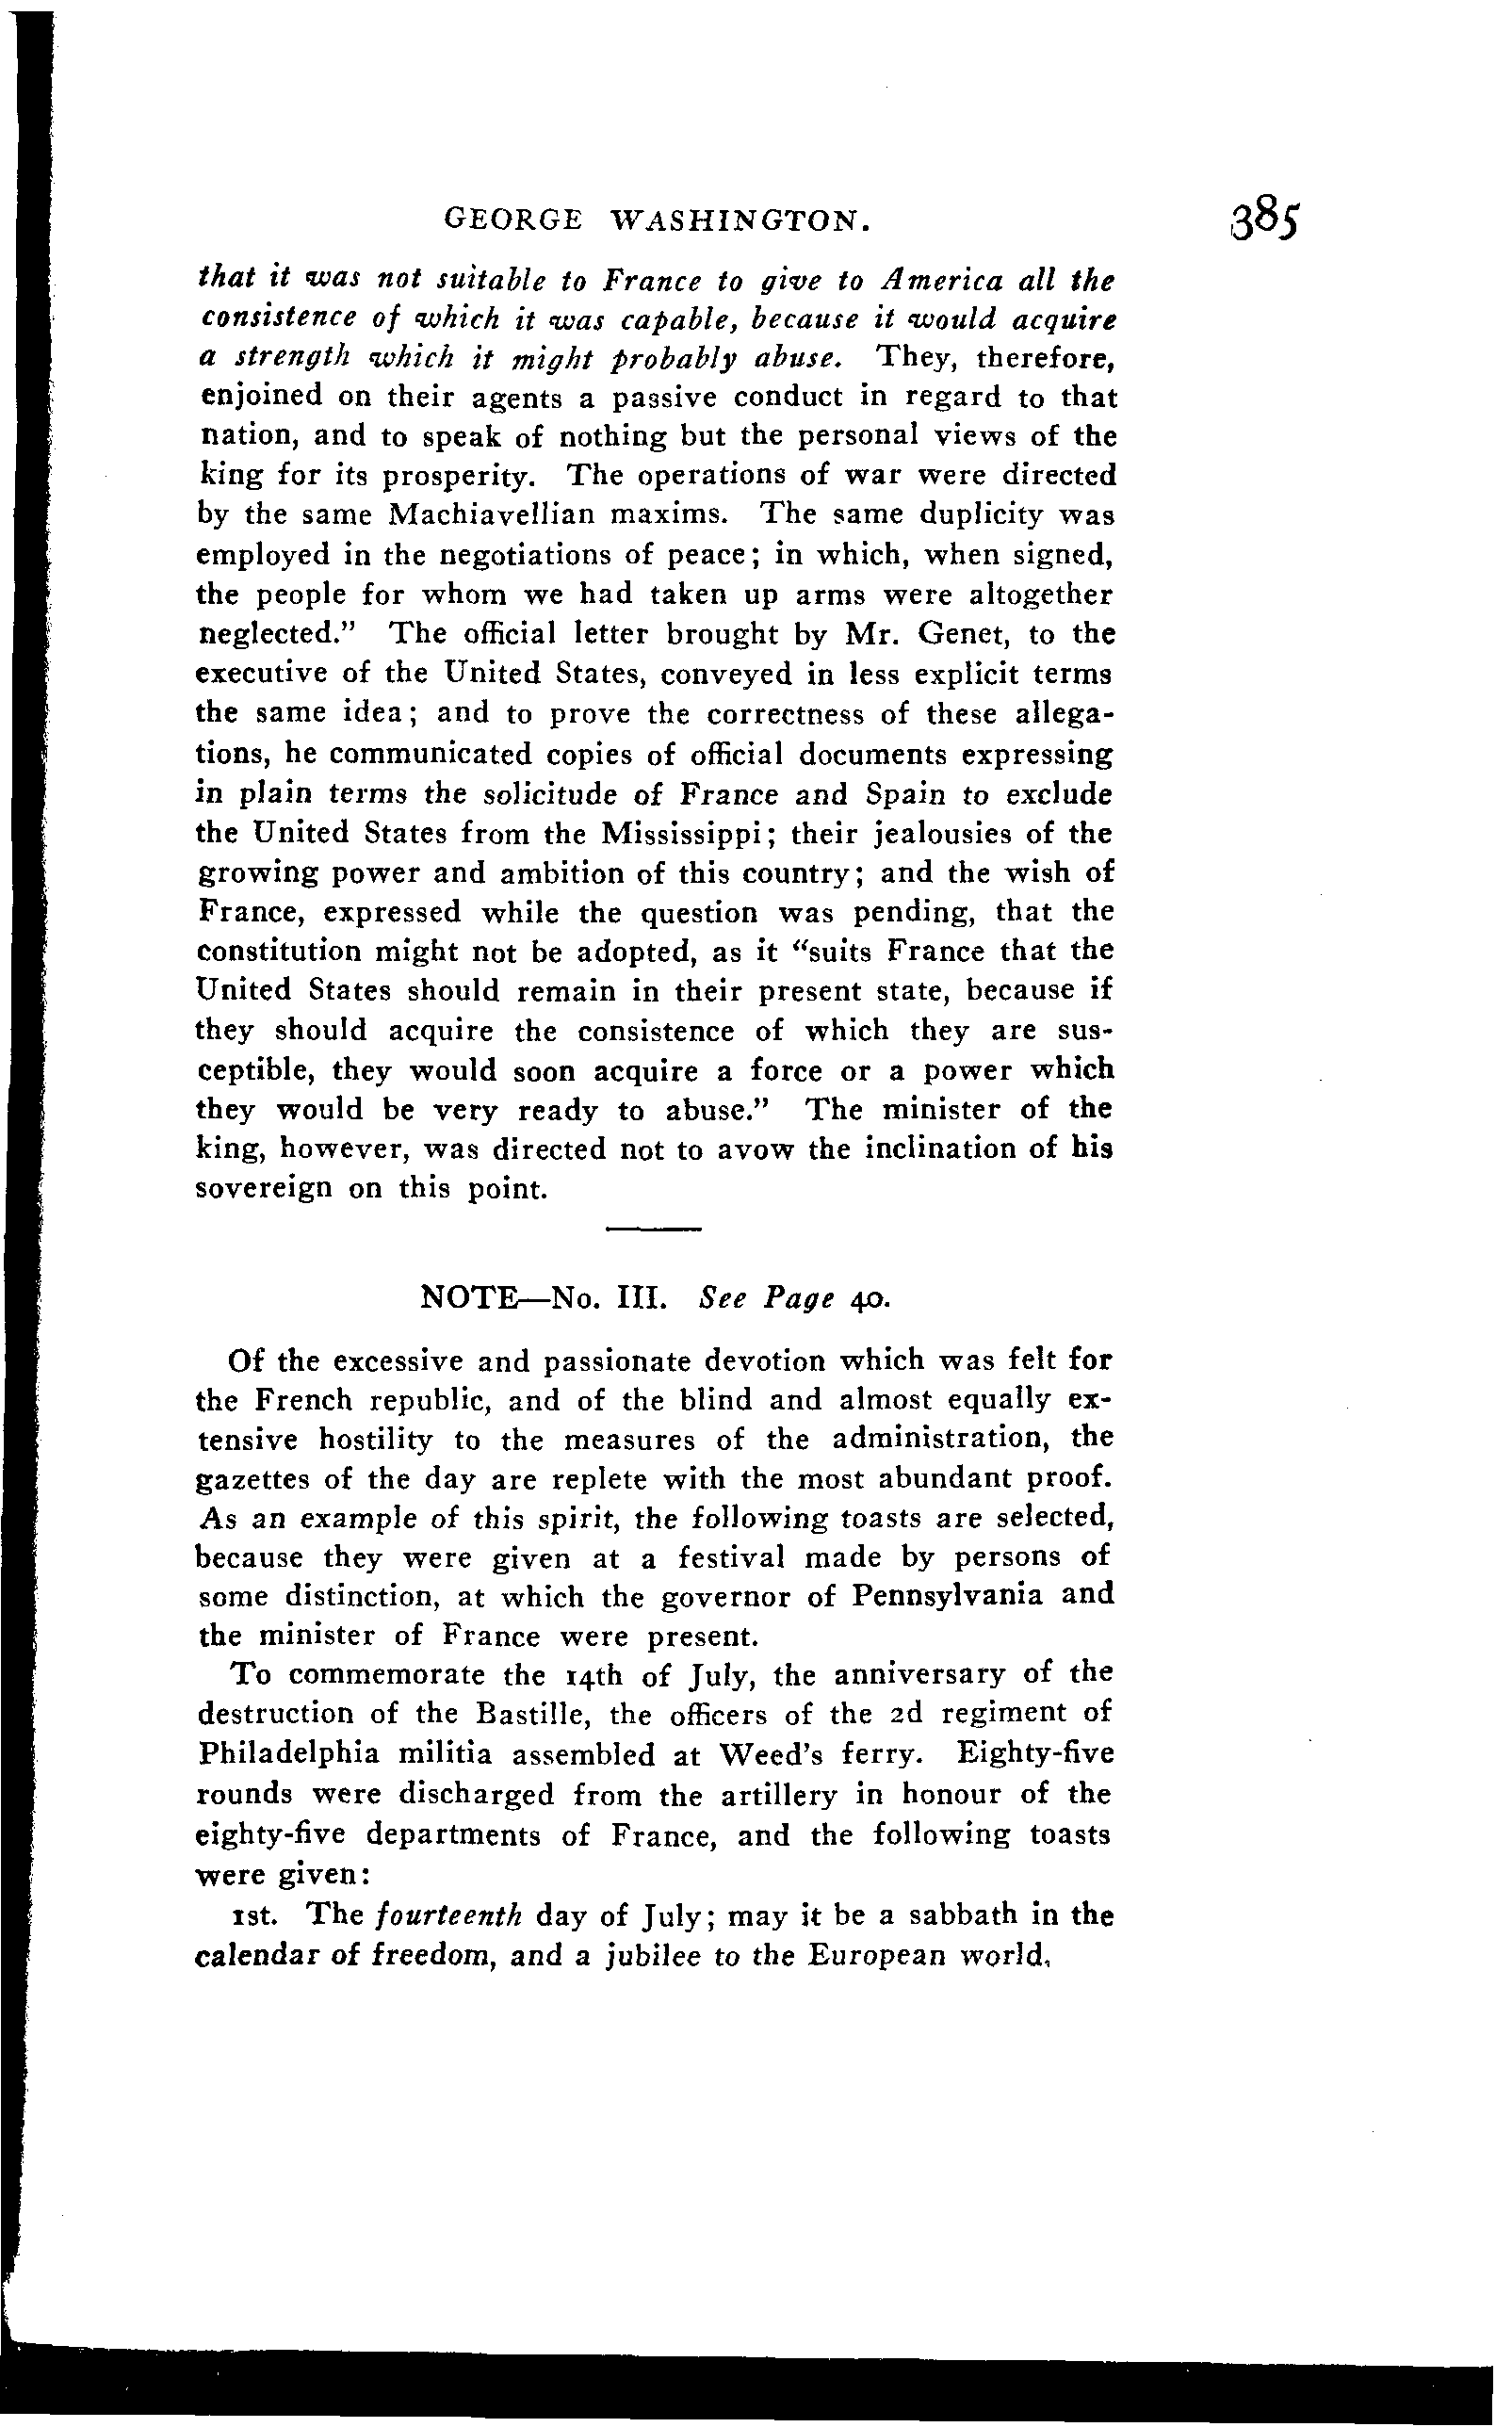 GEORGE WASHINGTON. 385
that it was not suitable to France to give to America all the
consistence of which it was capable, because it would acquire
a strength which it might probably abuse. They, therefore,
enjoined on their agents a passive conduct in regard to that
nation, and to speak of nothing but the personal views of the
king for its prosperity. The operations of war were directed
by the same Machiavellian maxims. The same duplicity was
employed in the negotiations of peace; in which, when signed,
the people for whom we had taken up arms were altogether
neglected." The official letter brought by Mr. Genet, to the
executive of the United States, conveyed in less explicit terms
the same idea; and to prove the correctness of these allega-
tions, he communicated copies of official documents expressing
in plain terms the solicitude of France and Spain to exclude
the United States from the Mississippi; their jealousies of the
growing power and ambition of this country; and the wish of
France, expressed while the question was pending, that the
constitution might not be adopted, as it "suits France that the
United States should remain in their present state, because if
they should acquire the consistence of which they are sus-
ceptible, they would soon acquire a force or a power which
they would be very ready to abuse." The minister of the
king, however, was directed not to avow the inclination of his
sovereign on this point.
NOTE—No. III. See Page 40.
Of the excessive and passionate devotion which was felt for
the French republic, and of the blind and almost equally ex-
tensive hostility to the measures of the administration, the
gazettes of the day are replete with the most abundant proof.
As an example of this spirit, the following toasts are selected,
because they were given at a festival made by persons of
some distinction, at which the governor of Pennsylvania and
the minister of France were present.
To commemorate the 14th of July, the anniversary of the
destruction of the Bastille, the officers of the 2d regiment of
Philadelphia militia assembled at Weed's ferry. Eighty-five
rounds were discharged from the artillery in honour of the
eighty-five departments of France, and the following toasts
were given:
1st. The fourteenth day of July; may it be a sabbath in the
calendar of freedom, and a jubilee to the European world.